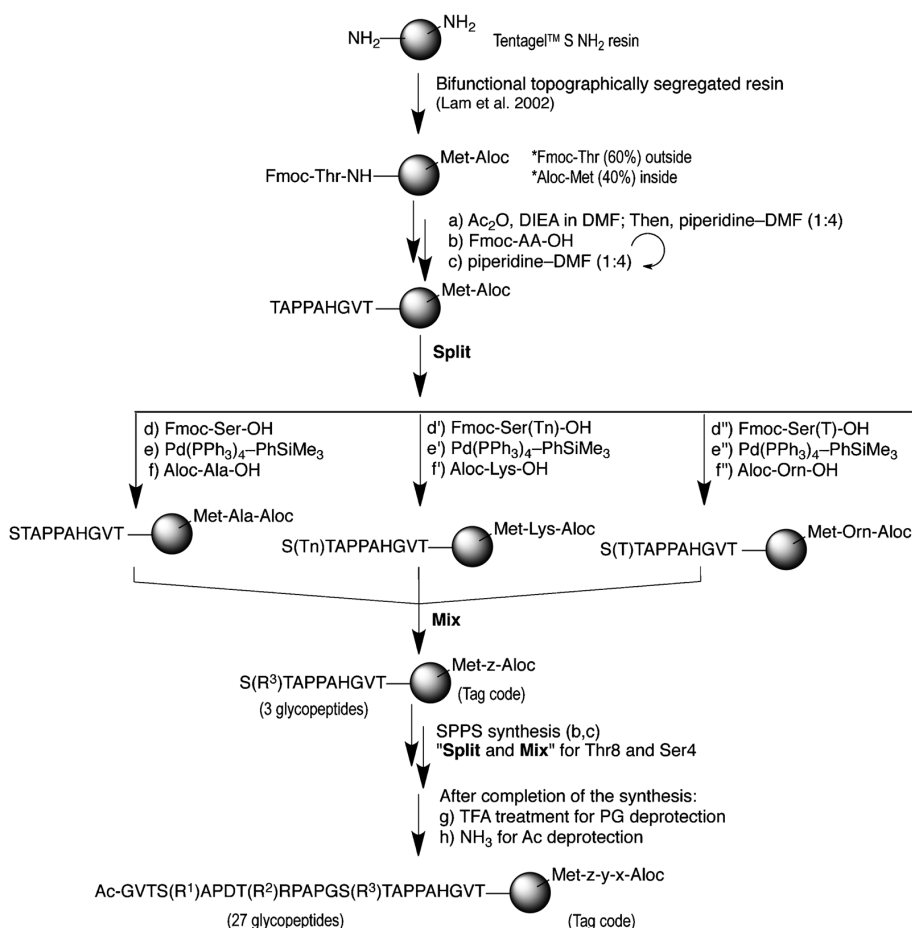 NH₂
NH₂
Tentagel™ S NH₂ resin
Bifunctional topographically segregated resin
(Lam et al. 2002)
Met-Aloc
Fmoc-Thr-NH
*Fmoc-Thr (60%) outside
*Aloc-Met (40%) inside
a) Ac₂O, DIEA in DMF; Then, piperidine–DMF (1:4)
b) Fmoc-AA-OH
c) piperidine–DMF (1:4)
Met-Aloc
TAPPAHGVT
Split
d) Fmoc-Ser-OH
e) Pd(PPh₃)₄–PhSiMe₃
f) Aloc-Ala-OH
d') Fmoc-Ser(Tn)-OH
e') Pd(PPh₃)₄–PhSiMe₃
f') Aloc-Lys-OH
d'') Fmoc-Ser(T)-OH
e'') Pd(PPh₃)₄–PhSiMe₃
f'') Aloc-Orn-OH
Met-Ala-Aloc
STAPPAHGVT
Met-Lys-Aloc
S(Tn)TAPPAHGVT
Met-Orn-Aloc
S(T)TAPPAHGVT
Mix
Met-z-Aloc
S(R³)TAPPAHGVT
(3 glycopeptides)
(Tag code)
SPPS synthesis (b,c)
"Split and Mix" for Thr8 and Ser4
After completion of the synthesis:
g) TFA treatment for PG deprotection
h) NH₃ for Ac deprotection
Met-z-y-x-Aloc
Ac-GVTS(R¹)APDT(R²)RPAPGS(R³)TAPPAHGVT
(27 glycopeptides)
(Tag code)